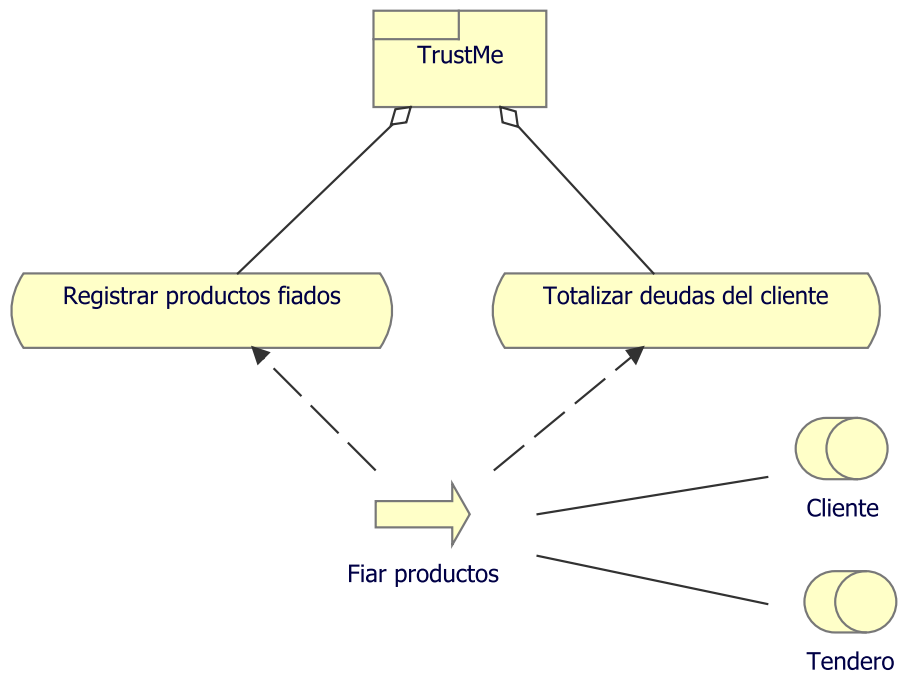 TrustMe
Registrar productos fiados
Totalizar deudas del cliente
Cliente
Fiar productos
Tendero